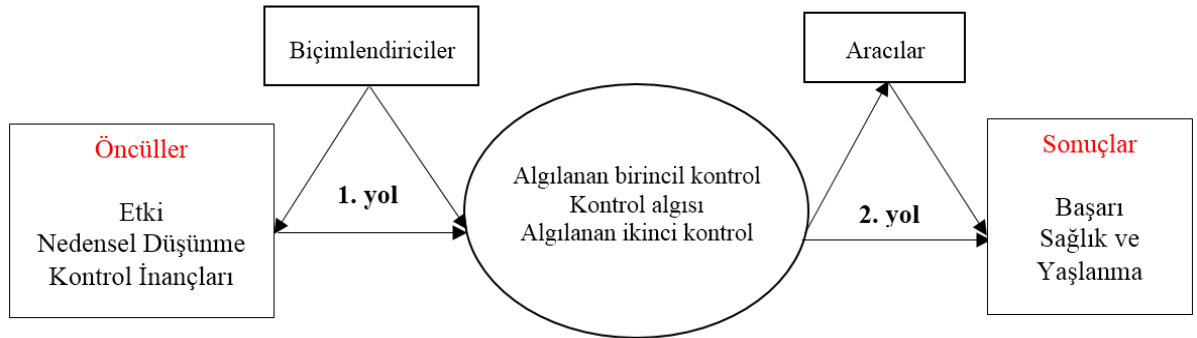 Biçimlendiriciler
Aracılar
Öncüller
Etki
Nedensel Düşünme
Kontrol İnançları
1. yol
Algılanan birincil kontrol
Kontrol algısı
Algılanan ikinci kontrol
2. yol
Sonuçlar
Başarı
Sağlık ve
Yaşlanma